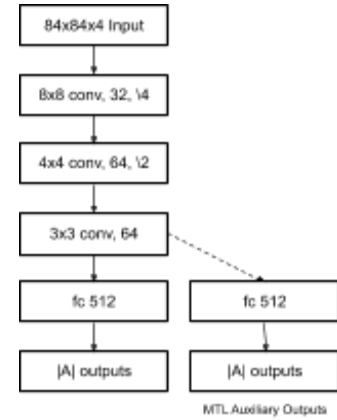 84x84x4 Input
8x8 conv, 32, \4
4x4 conv, 64, \2
3x3 conv, 64
fc 512
fc 512
|A| outputs
|A| outputs
MTL Auxiliary Outputs